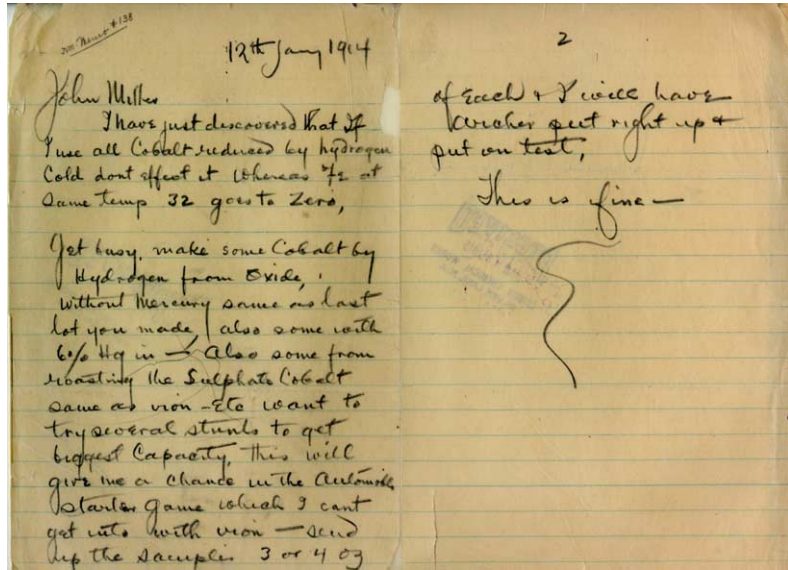 12th Jany 1914
John Miller
I have just discovered that If
I use all Cobalt reduced by hydrogen
Cold dont effect it Whereas Fe at
Same temp 32 goes to Zero,
Get busy, make some Cobalt by
Hydrogen from Oxide,
without Mercury same as last
lot you made, also some with
6% Hg in — Also some from
roasting the Sulphate Cobalt
same as iron - Etc want to
try several stunts to get
biggest Capacity, this will
give me a Chance in the Automobile
Starter Game which I cant
get into with iron — send
up the samples 3 or 4 oz
2
of Each & I will have
Archer put right up &
put on test,
This is fine —